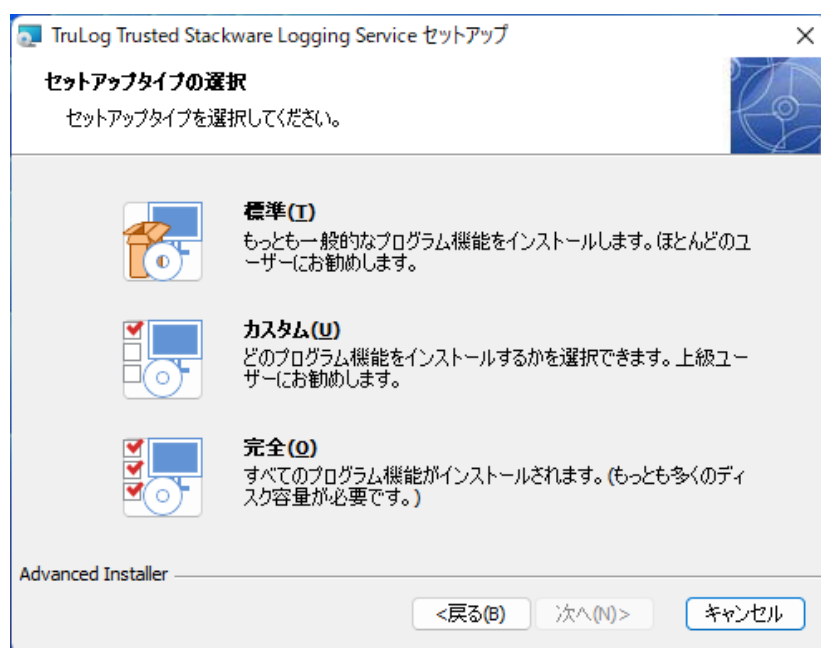 TruLog Trusted Stackware Logging Service セットアップ
セットアップタイプの選択
セットアップタイプを選択してください。
標準(T)
もっとも一般的なプログラム機能をインストールします。ほとんどのユ
ーザーにお勧めします。
カスタム(U)
どのプログラム機能をインストールするかを選択できます。上級ユー
ザーにお勧めします。
完全(O)
すべてのプログラム機能がインストールされます。(もっとも多くのディ
スク容量が必要です。)
Advanced Installer
<戻る(B) 次へ(N)> キャンセル